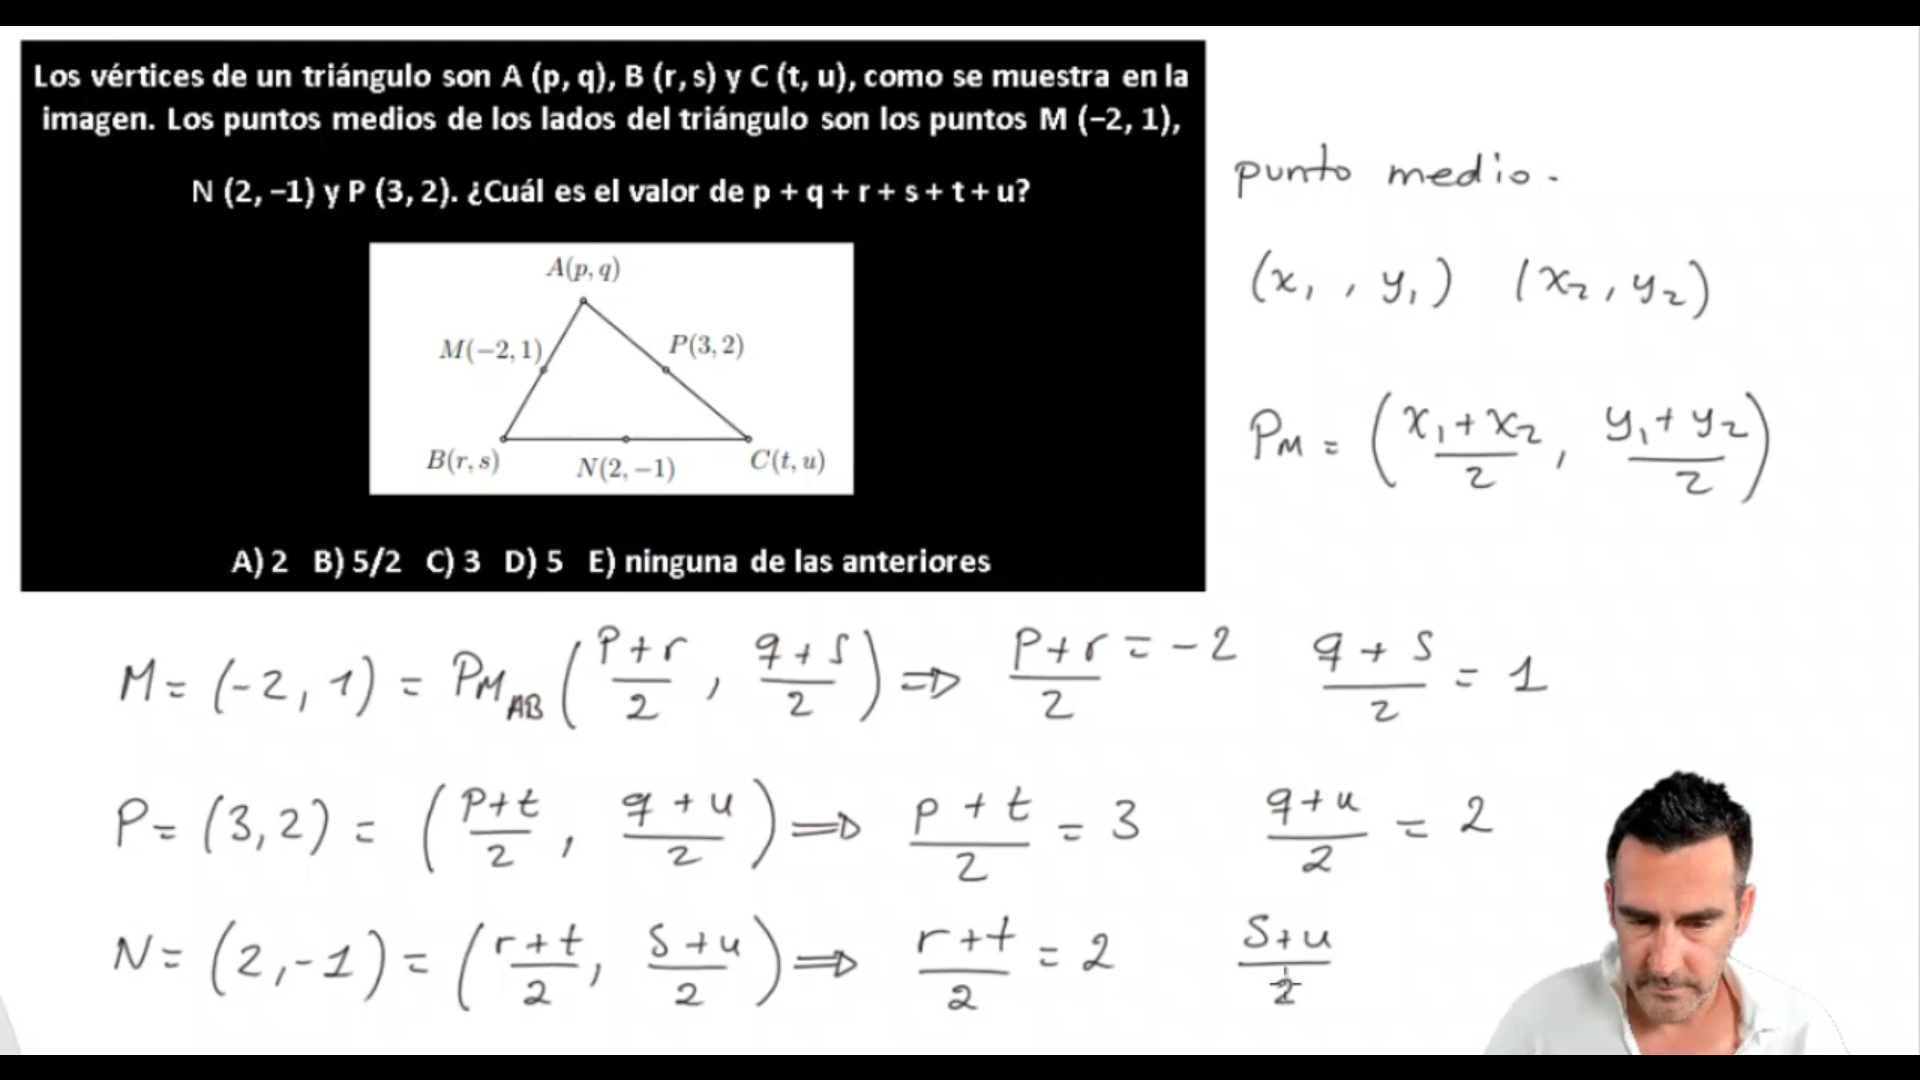 Los vértices de un triángulo son A (p, q), B (r, s) y C (t, u), como se muestra en la
imagen. Los puntos medios de los lados del triángulo son los puntos M (−2, 1),
N (2, −1) y P (3, 2). ¿Cuál es el valor de p + q + r + s + t + u?
A(p, q)
M(−2, 1)
P(3, 2)
B(r, s)
N(2, −1)
C(t, u)
A) 2 B) 5/2 C) 3 D) 5 E) ninguna de las anteriores
punto medio.
(x₁, y₁) (x₂, y₂)
PM = ((x₁ + x₂)/2, (y₁ + y₂)/2)
M = (-2, 1) = PM AB ((p+r)/2, (q+s)/2) ⇒ (p+r)/2 = -2 (q+s)/2 = 1
P = (3, 2) = ((p+t)/2, (q+u)/2) ⇒ (p+t)/2 = 3 (q+u)/2 = 2
N = (2, -1) = ((r+t)/2, (s+u)/2) ⇒ (r+t)/2 = 2 (s+u)/2